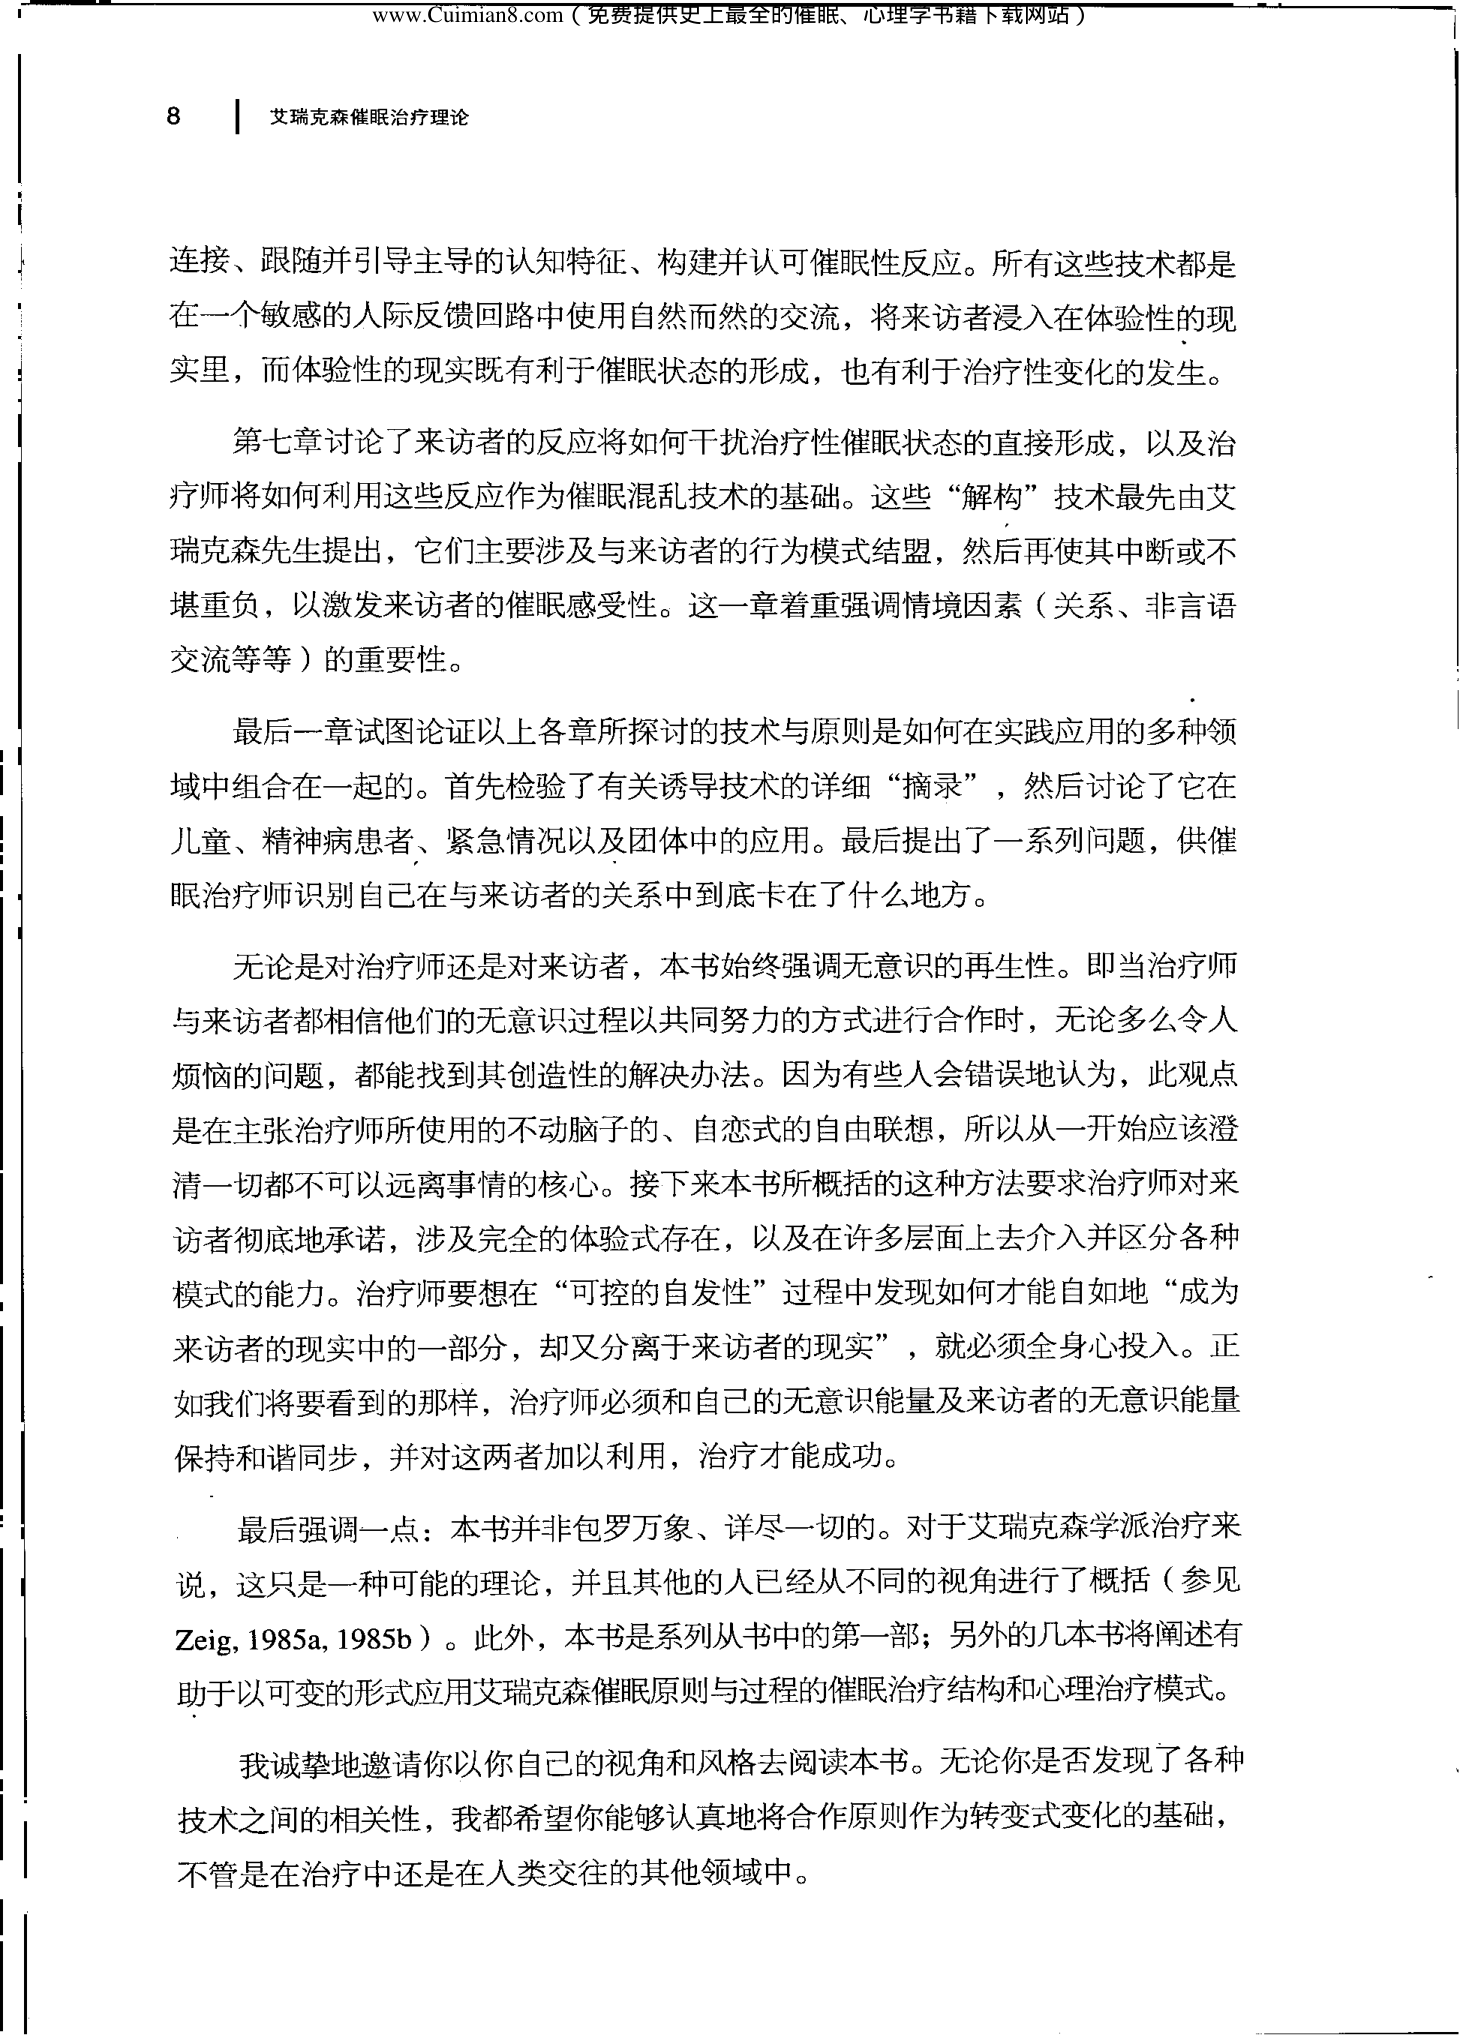 www.Cuimian8.com（免费提供史上最全的催眠、心理学书籍下载网站）
8 艾瑞克森催眠治疗理论
连接、跟随并引导主导的认知特征、构建并认可催眠性反应。所有这些技术都是
在一个敏感的人际反馈回路中使用自然而然的交流，将来访者浸入在体验性的现
实里，而体验性的现实既有利于催眠状态的形成，也有利于治疗性变化的发生。
第七章讨论了来访者的反应将如何干扰治疗性催眠状态的直接形成，以及治
疗师将如何利用这些反应作为催眠混乱技术的基础。这些“解构”技术最先由艾
瑞克森先生提出，它们主要涉及与来访者的行为模式结盟，然后再使其中断或不
堪重负，以激发来访者的催眠感受性。这一章着重强调情境因素（关系、非言语
交流等等）的重要性。
最后一章试图论证以上各章所探讨的技术与原则是如何在实践应用的多种领
域中组合在一起的。首先检验了有关诱导技术的详细“摘录”，然后讨论了它在
儿童、精神病患者、紧急情况以及团体中的应用。最后提出了一系列问题，供催
眠治疗师识别自己在与来访者的关系中到底卡在了什么地方。
无论是对治疗师还是对来访者，本书始终强调无意识的再生性。即当治疗师
与来访者都相信他们的无意识过程以共同努力的方式进行合作时，无论多么令人
烦恼的问题，都能找到其创造性的解决办法。因为有些人会错误地认为，此观点
是在主张治疗师所使用的不动脑子的、自恋式的自由联想，所以从一开始应该澄
清一切都不可以远离事情的核心。接下来本书所概括的这种方法要求治疗师对来
访者彻底地承诺，涉及完全的体验式存在，以及在许多层面上去介入并区分各种
模式的能力。治疗师要想在“可控的自发性”过程中发现如何才能自如地“成为
来访者的现实中的一部分，却又分离于来访者的现实”，就必须全身心投入。正
如我们将要看到的那样，治疗师必须和自己的无意识能量及来访者的无意识能量
保持和谐同步，并对这两者加以利用，治疗才能成功。
最后强调一点：本书并非包罗万象、详尽一切的。对于艾瑞克森学派治疗来
说，这只是一种可能的理论，并且其他的人已经从不同的视角进行了概括（参见
Zeig, 1985a, 1985b）。此外，本书是系列从书中的第一部；另外的几本书将阐述有
助于以可变的形式应用艾瑞克森催眠原则与过程的催眠治疗结构和心理治疗模式。
我诚挚地邀请你以你自己的视角和风格去阅读本书。无论你是否发现了各种
技术之间的相关性，我都希望你能够认真地将合作原则作为转变式变化的基础，
不管是在治疗中还是在人类交往的其他领域中。